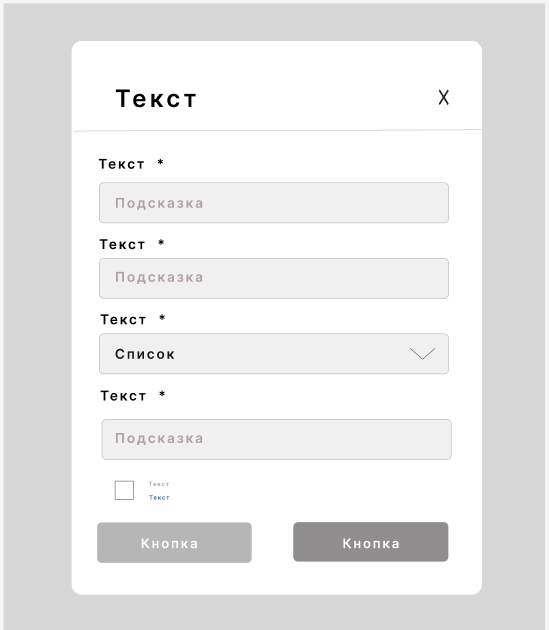 Текст X
Текст *
Подсказка
Текст *
Подсказка
Текст *
Список
Текст *
Подсказка
Текст
Текст
Кнопка Кнопка